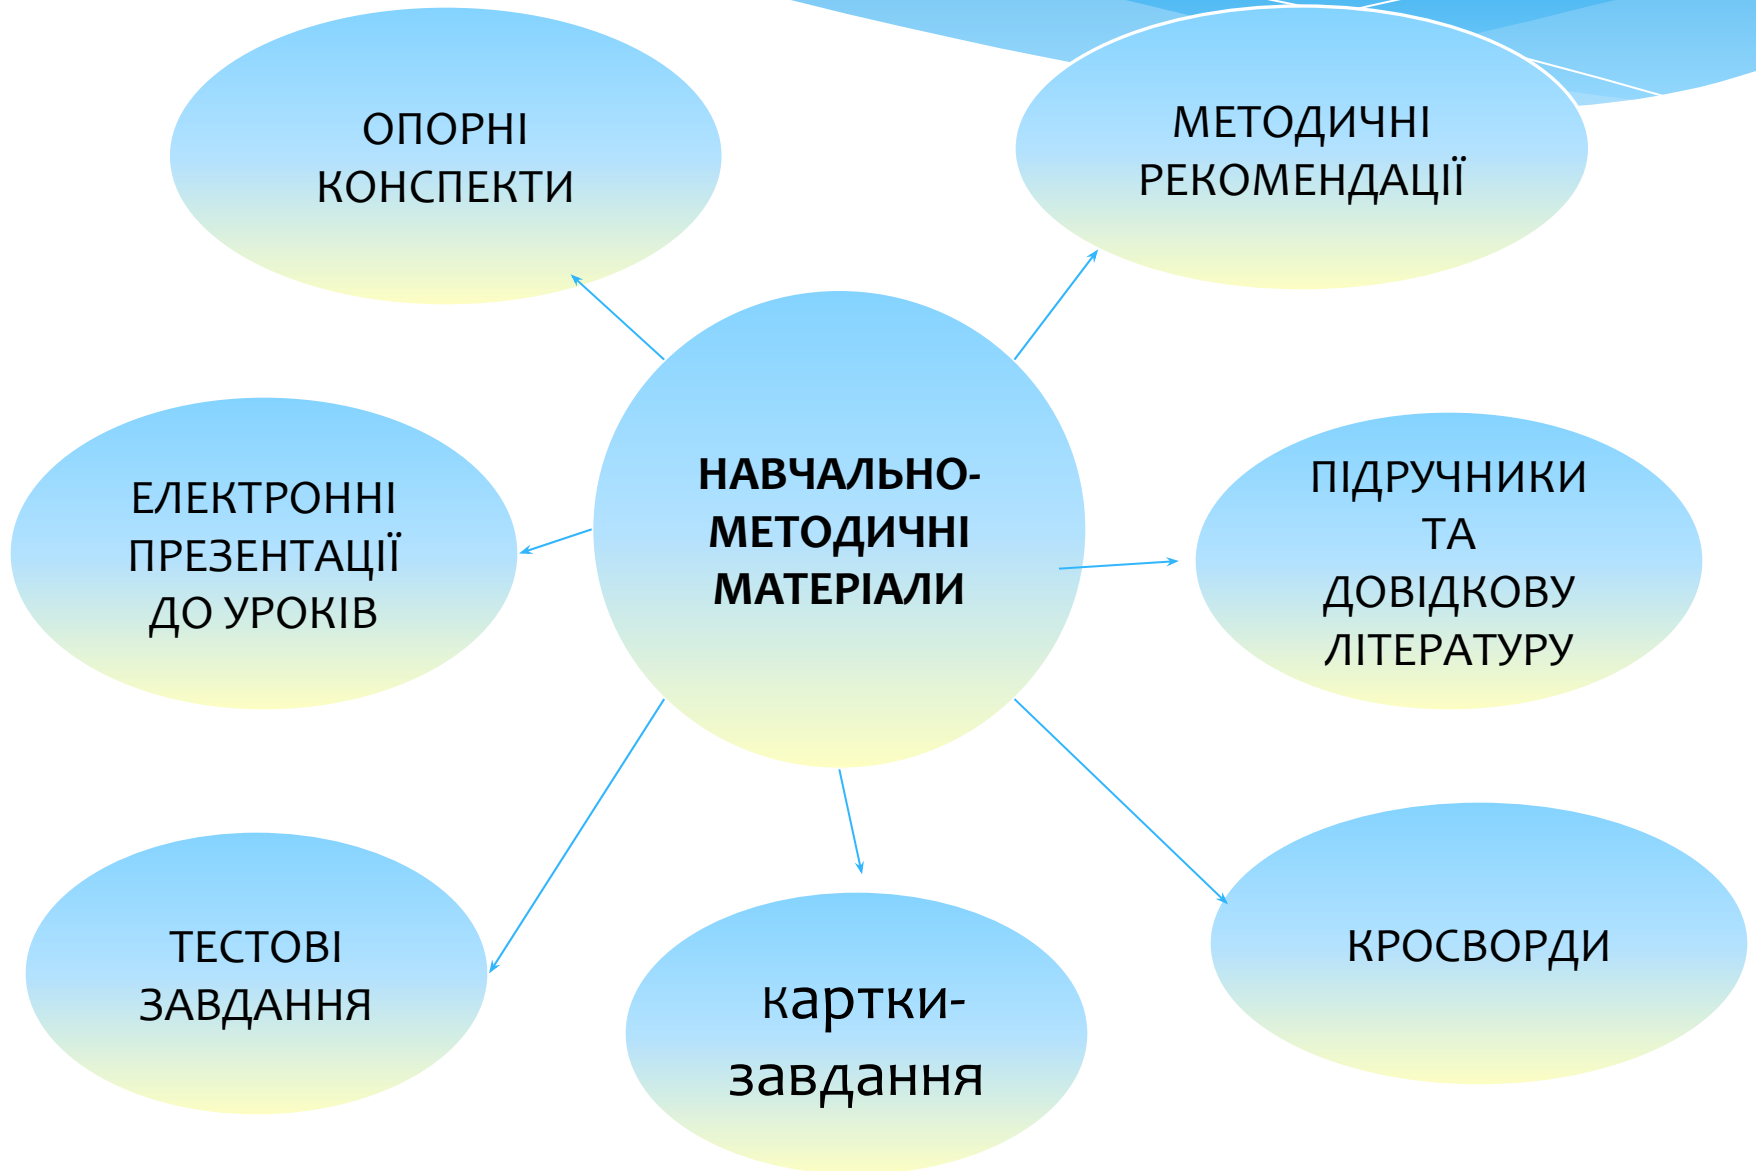 ОПОРНІ
КОНСПЕКТИ
МЕТОДИЧНІ
РЕКОМЕНДАЦІЇ
НАВЧАЛЬНО-
МЕТОДИЧНІ
МАТЕРІАЛИ
ЕЛЕКТРОННІ
ПРЕЗЕНТАЦІЇ
ДО УРОКІВ
ПІДРУЧНИКИ
ТА
ДОВІДКОВУ
ЛІТЕРАТУРУ
ТЕСТОВІ
ЗАВДАННЯ
картки-
завдання
КРОСВОРДИ